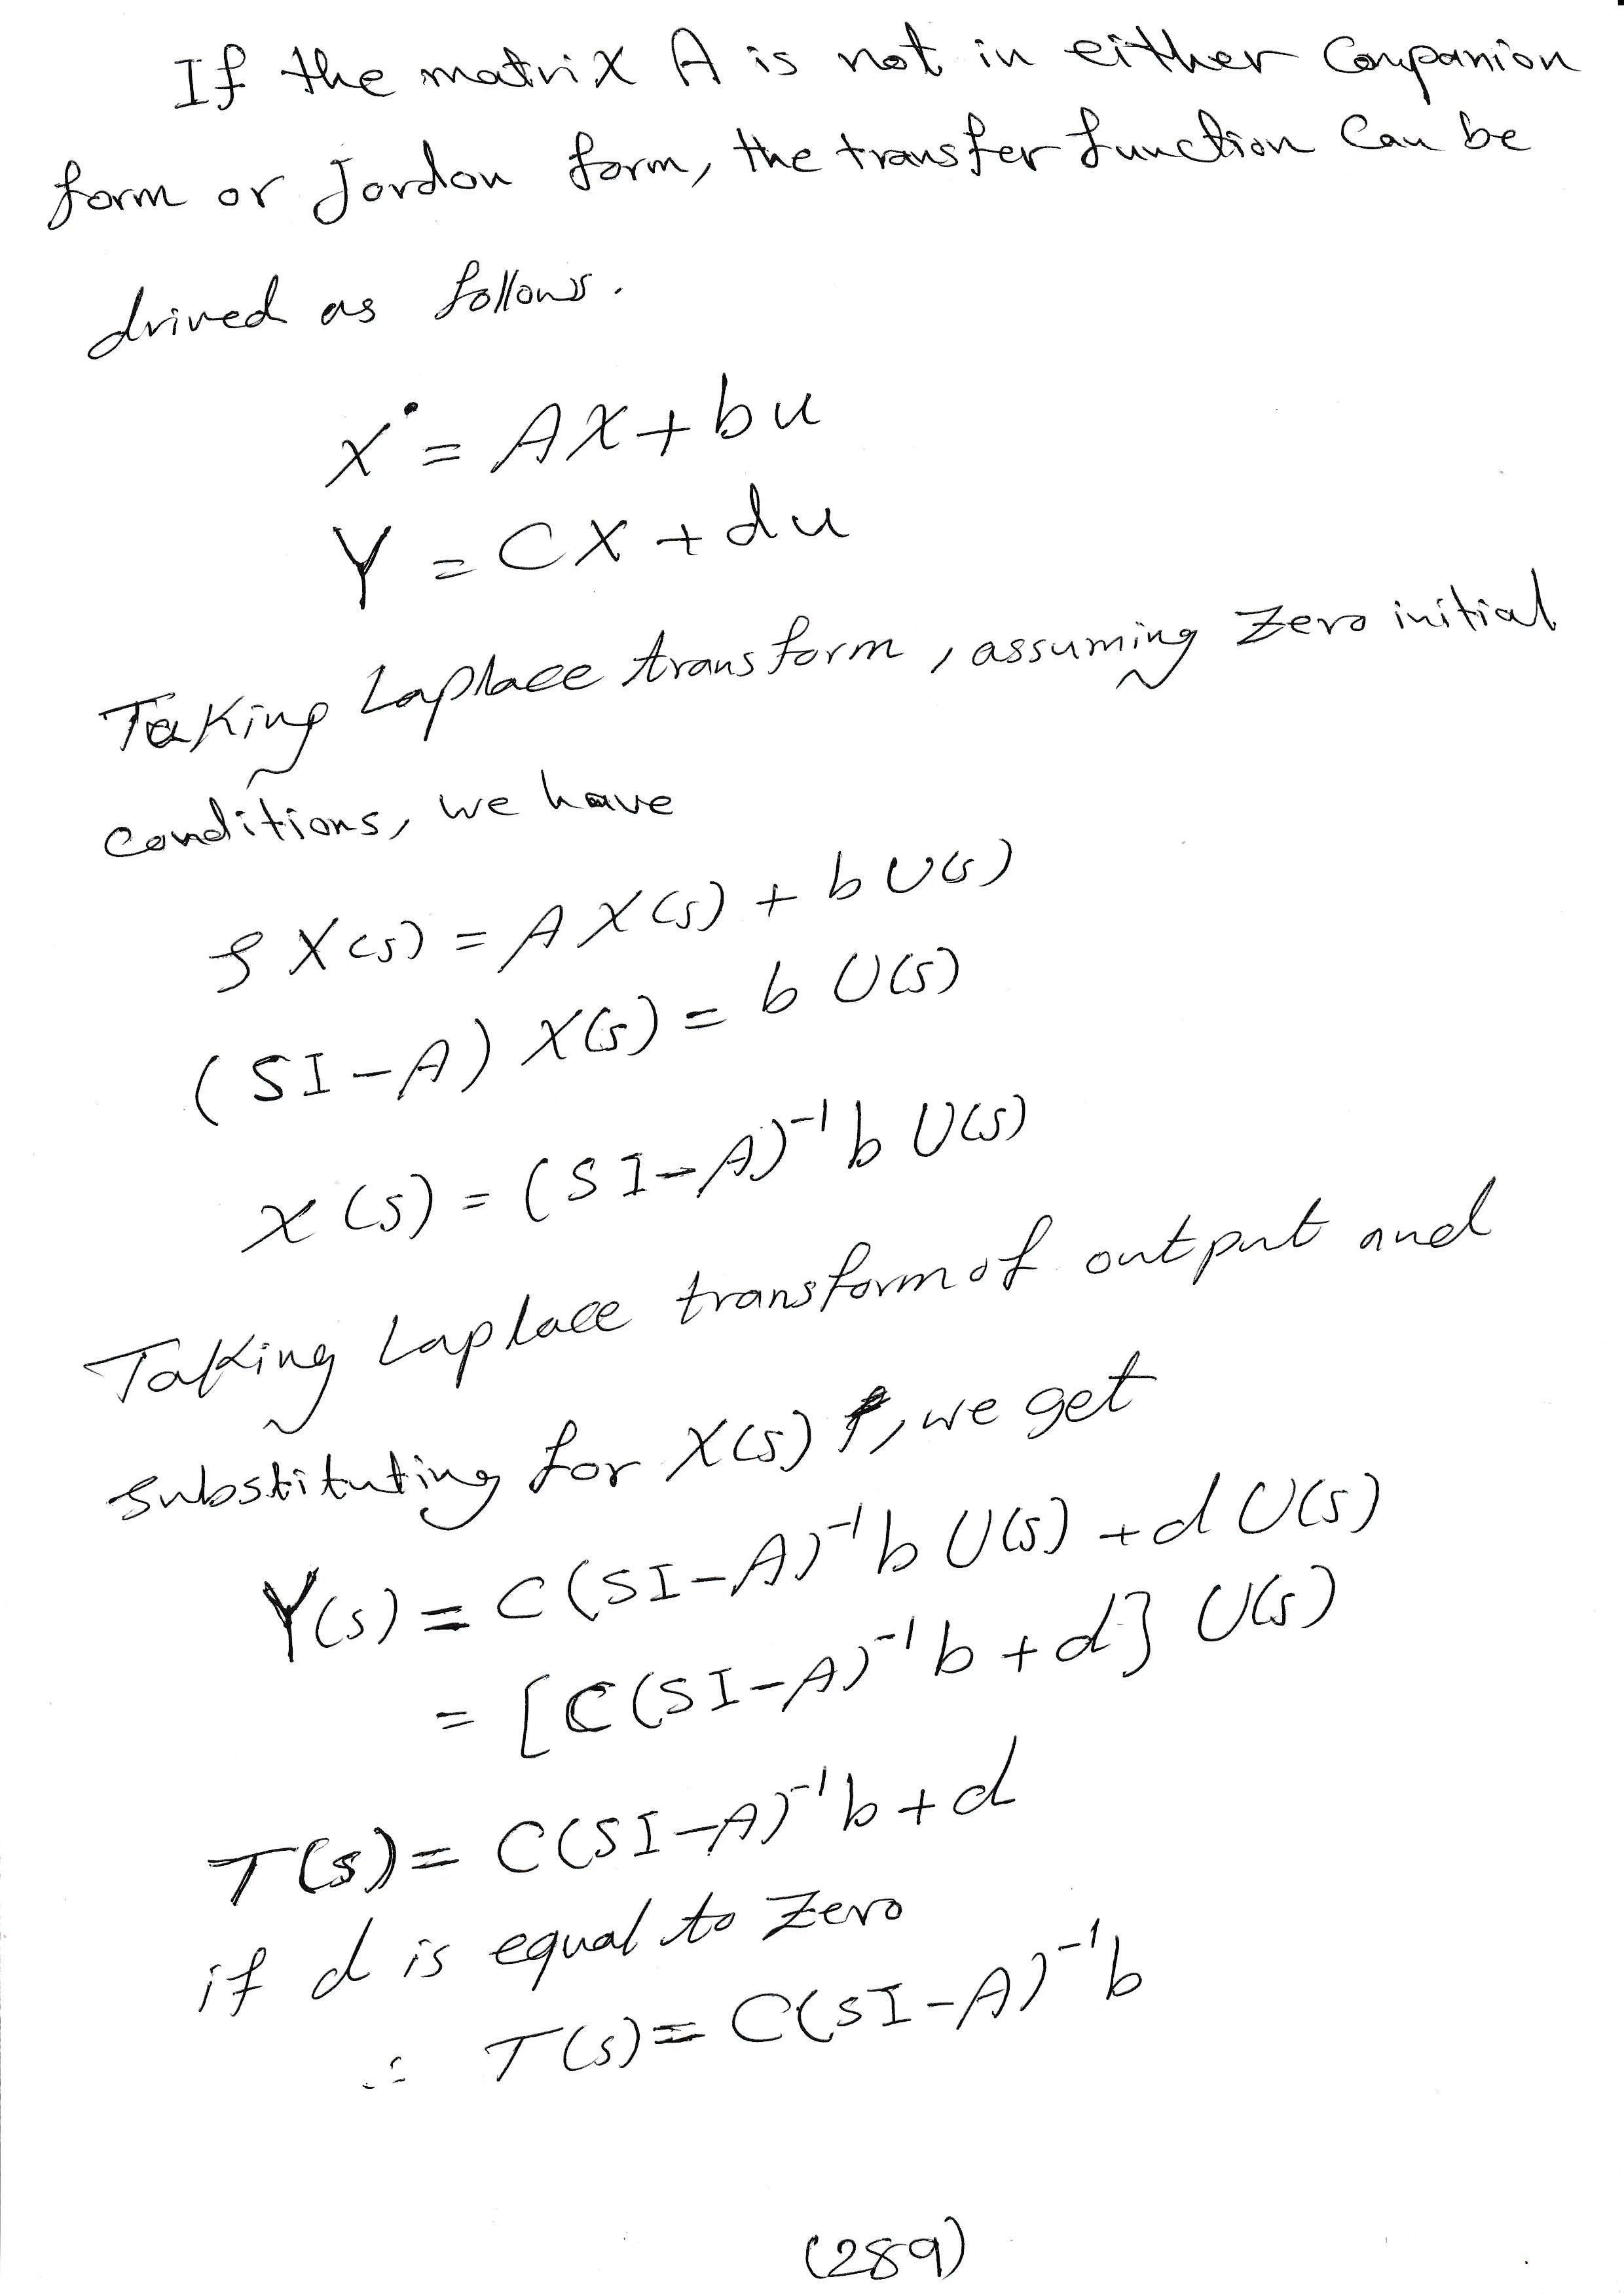 If the matrix A is not in either Companion
form or Jordon form, the transfer function Can be
drived as follows.
Ẋ = AX + bu
Y = CX + du
Taking Laplace transform, assuming Zero initial
conditions, we have
S X(s) = A X(s) + b U(s)
(SI - A) X(s) = b U(s)
X(s) = (SI - A)⁻¹ b U(s)
Taking Laplace transform of output and
substituting for X(s), we get
Y(s) = C(SI - A)⁻¹ b U(s) + d U(s)
= [C(SI - A)⁻¹ b + d} U(s)
T(s) = C(SI - A)⁻¹ b + d
if d is equal to Zero
∴ T(s) = C(SI - A)⁻¹ b
(289)